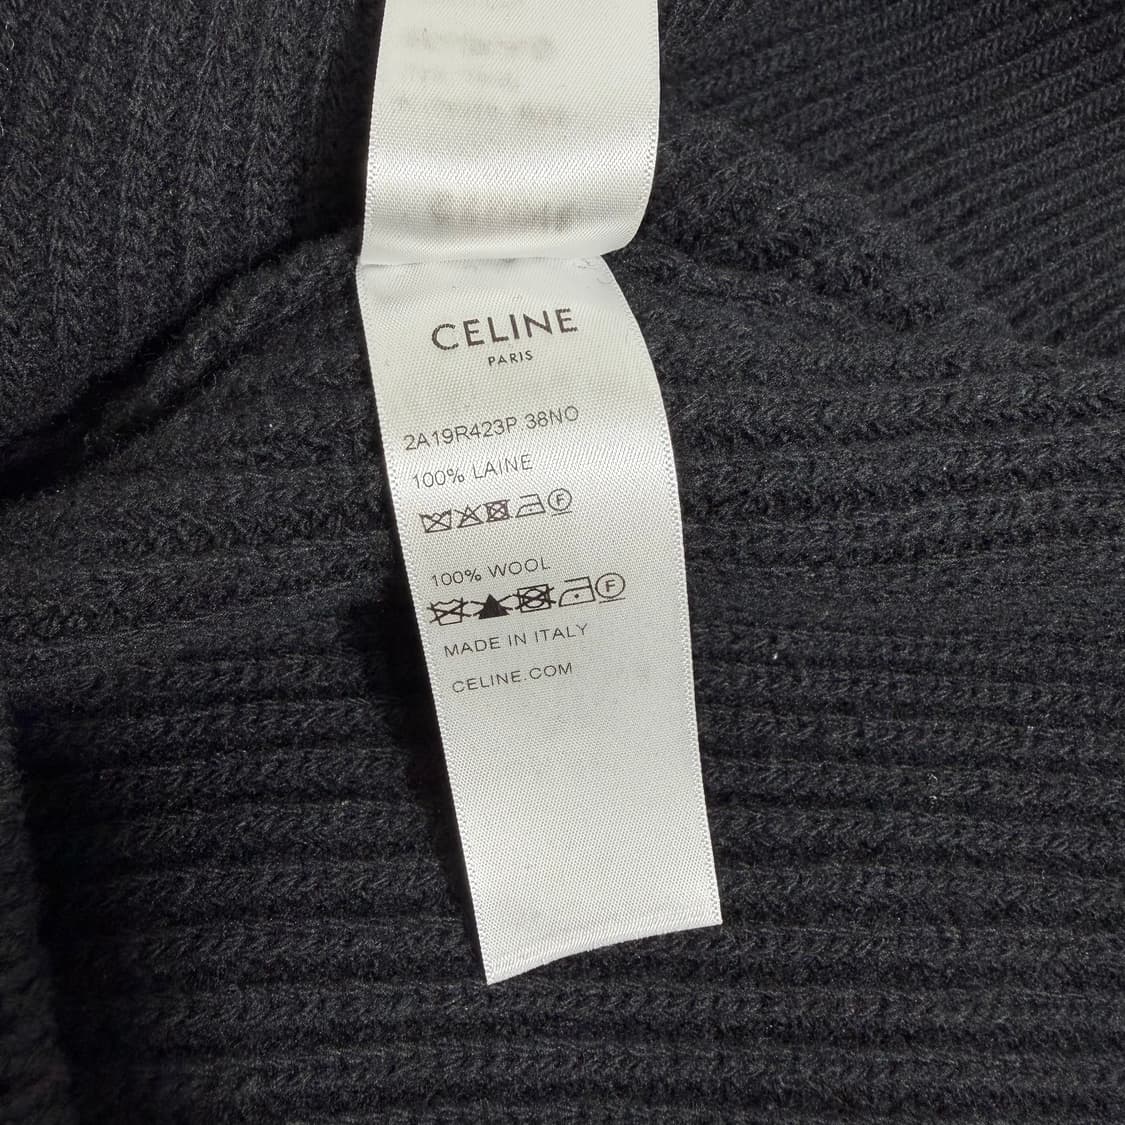 CELINE
PARIS
2A19R423P 38NO
100% LAINE
F
100% WOOL
F
MADE IN ITALY
CELINE.COM